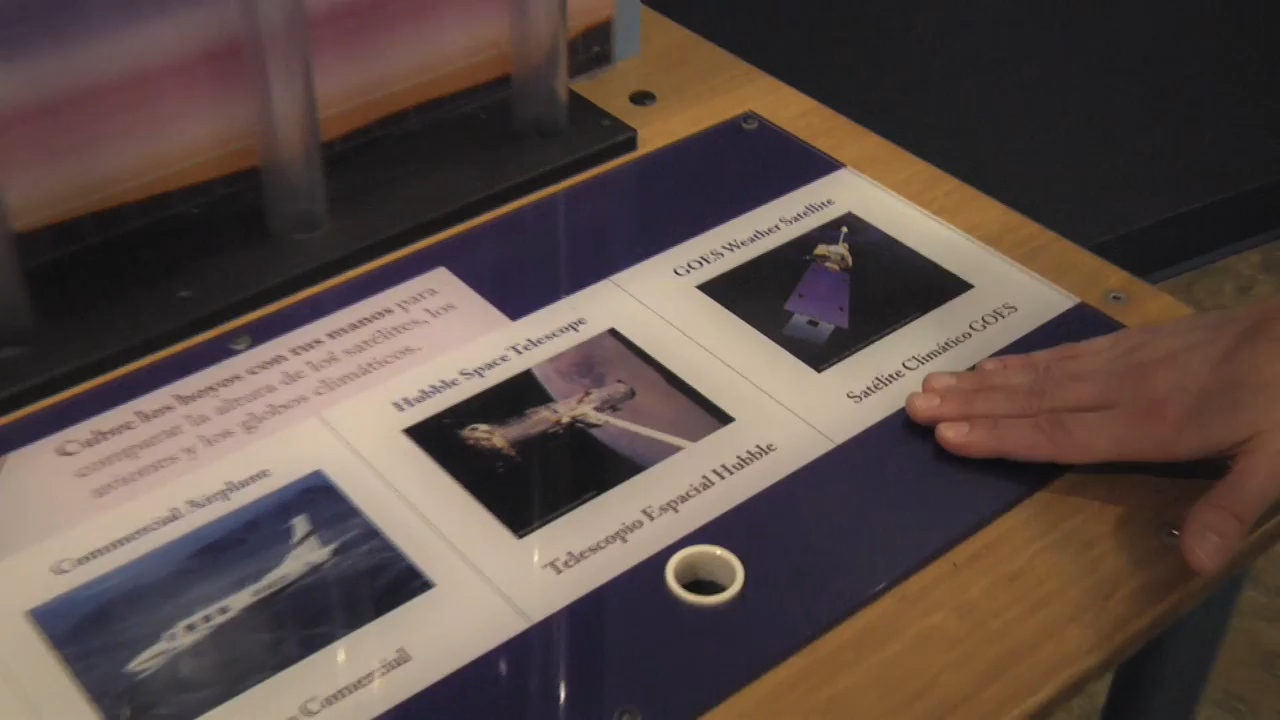 Cubre los hoyos con tus manos para
comparar la altura de los satélites, los
aviones y los globos climáticos.
Commercial Airplane
Comercial
Hubble Space Telescope
Telescopio Espacial Hubble
GOES Weather Satellite
Satélite Climático GOES